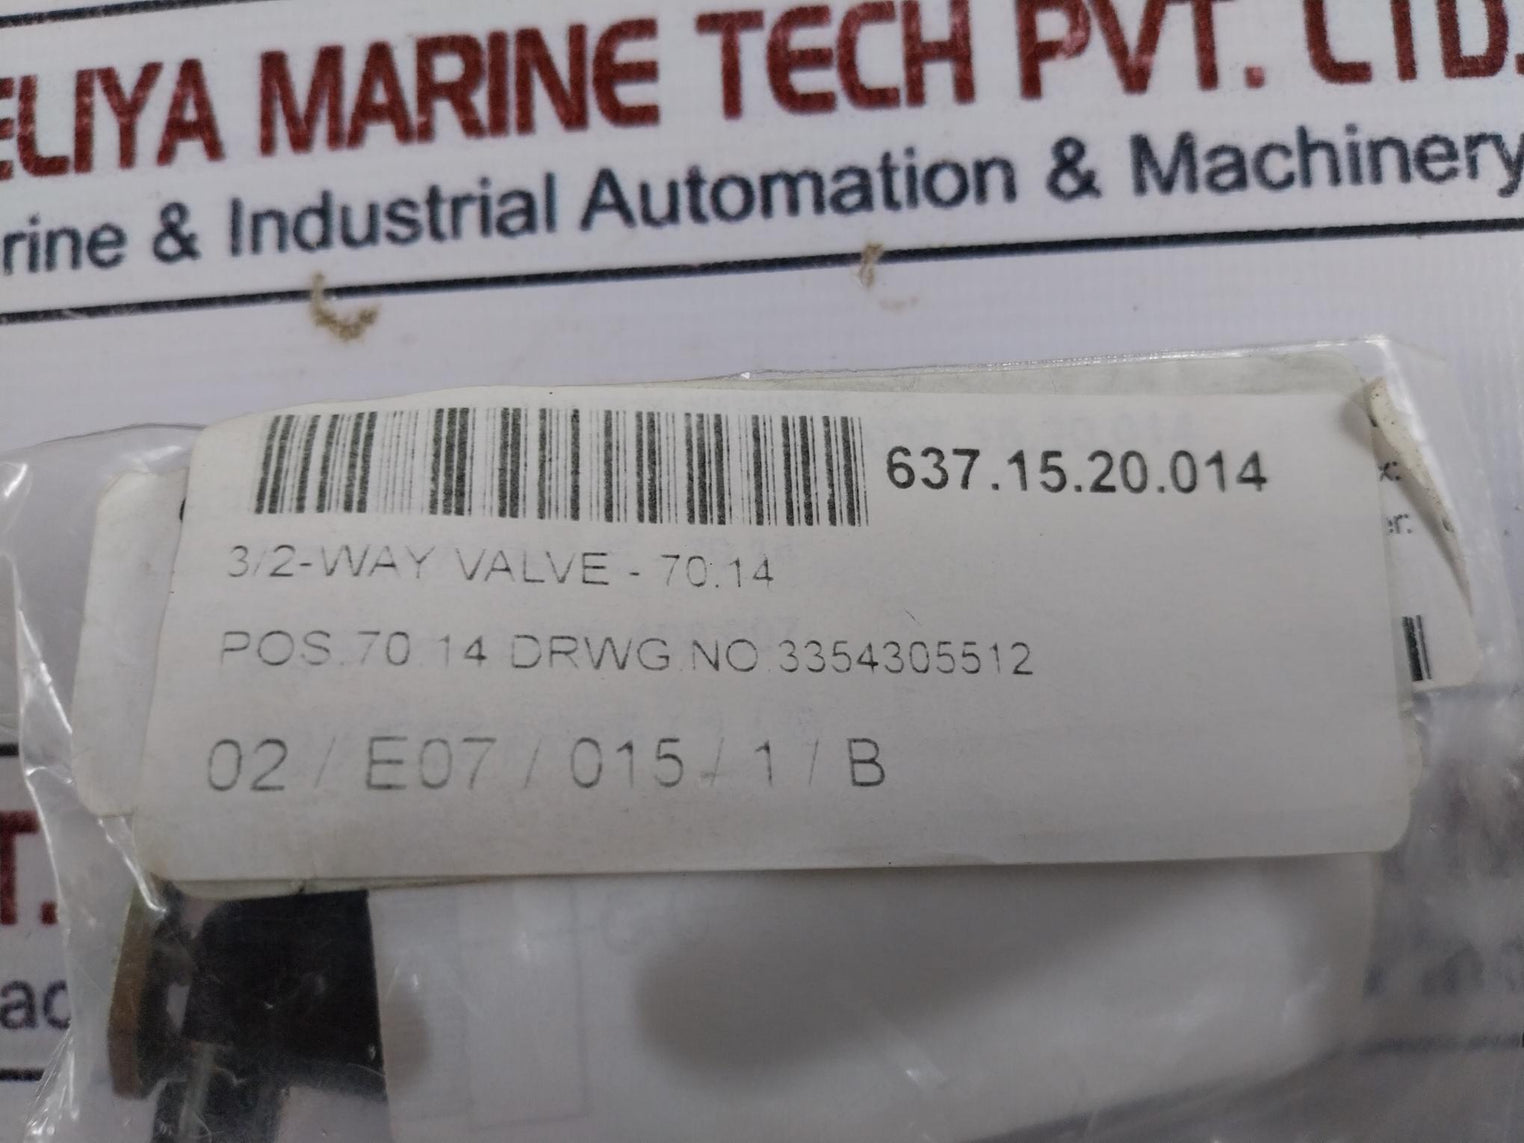 ELIYA MARINE TECH PVT. LTD.
rine & Industrial Automation & Machinery
637.15.20.014
3/2-WAY VALVE - 70.14
POS.70.14 DRWG.NO.3354305512
02 / E07 / 015 / 1 / B
T.
ac